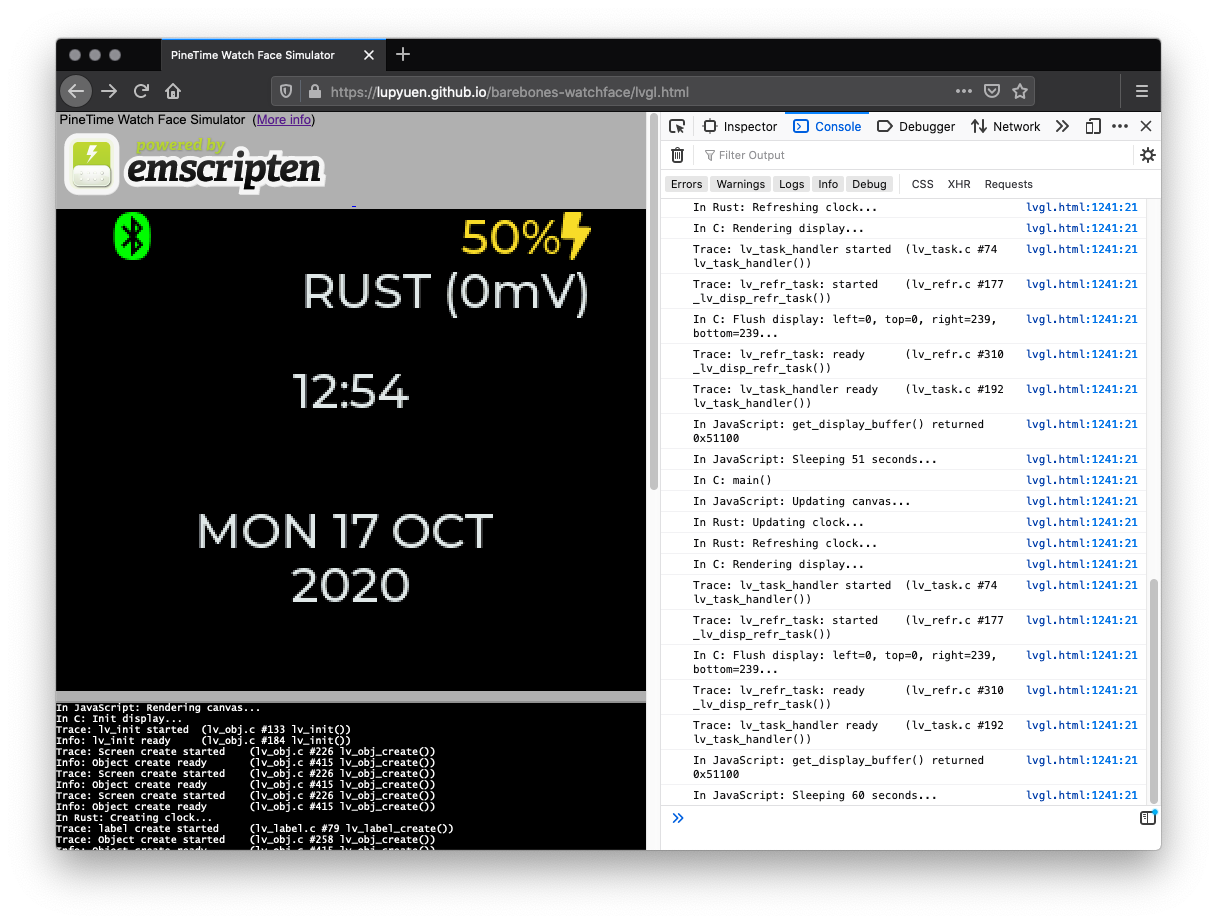 PineTime Watch Face Simulator
https://lupyuen.github.io/barebones-watchface/lvgl.html
PineTime Watch Face Simulator (More info)
powered by
emscripten
50%
RUST (0mV)
12:54
MON 17 OCT
2020
In JavaScript: Rendering canvas...
In C: Init display...
Trace: lv_init started (lv_obj.c #133 lv_init())
Info: lv_init ready (lv_obj.c #184 lv_init())
Trace: Screen create started (lv_obj.c #226 lv_obj_create())
Info: Object create ready (lv_obj.c #415 lv_obj_create())
Trace: Screen create started (lv_obj.c #226 lv_obj_create())
Info: Object create ready (lv_obj.c #415 lv_obj_create())
Trace: Screen create started (lv_obj.c #226 lv_obj_create())
Info: Object create ready (lv_obj.c #415 lv_obj_create())
In Rust: Creating clock...
Trace: label create started (lv_label.c #79 lv_label_create())
Trace: Object create started (lv_obj.c #258 lv_obj_create())
Info: Object create ready (lv_obj.c #415 lv_obj_create())
Inspector Console Debugger Network
Filter Output
Errors Warnings Logs Info Debug CSS XHR Requests
In Rust: Refreshing clock... lvgl.html:1241:21
In C: Rendering display... lvgl.html:1241:21
Trace: lv_task_handler started (lv_task.c #74 lvgl.html:1241:21
lv_task_handler())
Trace: lv_refr_task: started (lv_refr.c #177 lvgl.html:1241:21
_lv_disp_refr_task())
In C: Flush display: left=0, top=0, right=239, lvgl.html:1241:21
bottom=239...
Trace: lv_refr_task: ready (lv_refr.c #310 lvgl.html:1241:21
_lv_disp_refr_task())
Trace: lv_task_handler ready (lv_task.c #192 lvgl.html:1241:21
lv_task_handler())
In JavaScript: get_display_buffer() returned lvgl.html:1241:21
0x51100
In JavaScript: Sleeping 51 seconds... lvgl.html:1241:21
In C: main() lvgl.html:1241:21
In JavaScript: Updating canvas... lvgl.html:1241:21
In Rust: Updating clock... lvgl.html:1241:21
In Rust: Refreshing clock... lvgl.html:1241:21
In C: Rendering display... lvgl.html:1241:21
Trace: lv_task_handler started (lv_task.c #74 lvgl.html:1241:21
lv_task_handler())
Trace: lv_refr_task: started (lv_refr.c #177 lvgl.html:1241:21
_lv_disp_refr_task())
In C: Flush display: left=0, top=0, right=239, lvgl.html:1241:21
bottom=239...
Trace: lv_refr_task: ready (lv_refr.c #310 lvgl.html:1241:21
_lv_disp_refr_task())
Trace: lv_task_handler ready (lv_task.c #192 lvgl.html:1241:21
lv_task_handler())
In JavaScript: get_display_buffer() returned lvgl.html:1241:21
0x51100
In JavaScript: Sleeping 60 seconds... lvgl.html:1241:21